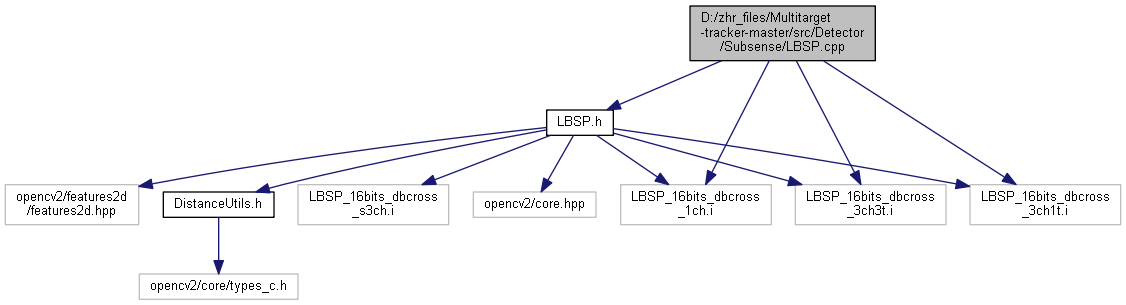 D:/zhr_files/Multitarget
-tracker-master/src/Detector
/Subsense/LBSP.cpp
LBSP.h
opencv2/features2d
/features2d.hpp
DistanceUtils.h
LBSP_16bits_dbcross
_s3ch.i
opencv2/core.hpp
LBSP_16bits_dbcross
_1ch.i
LBSP_16bits_dbcross
_3ch3t.i
LBSP_16bits_dbcross
_3ch1t.i
opencv2/core/types_c.h